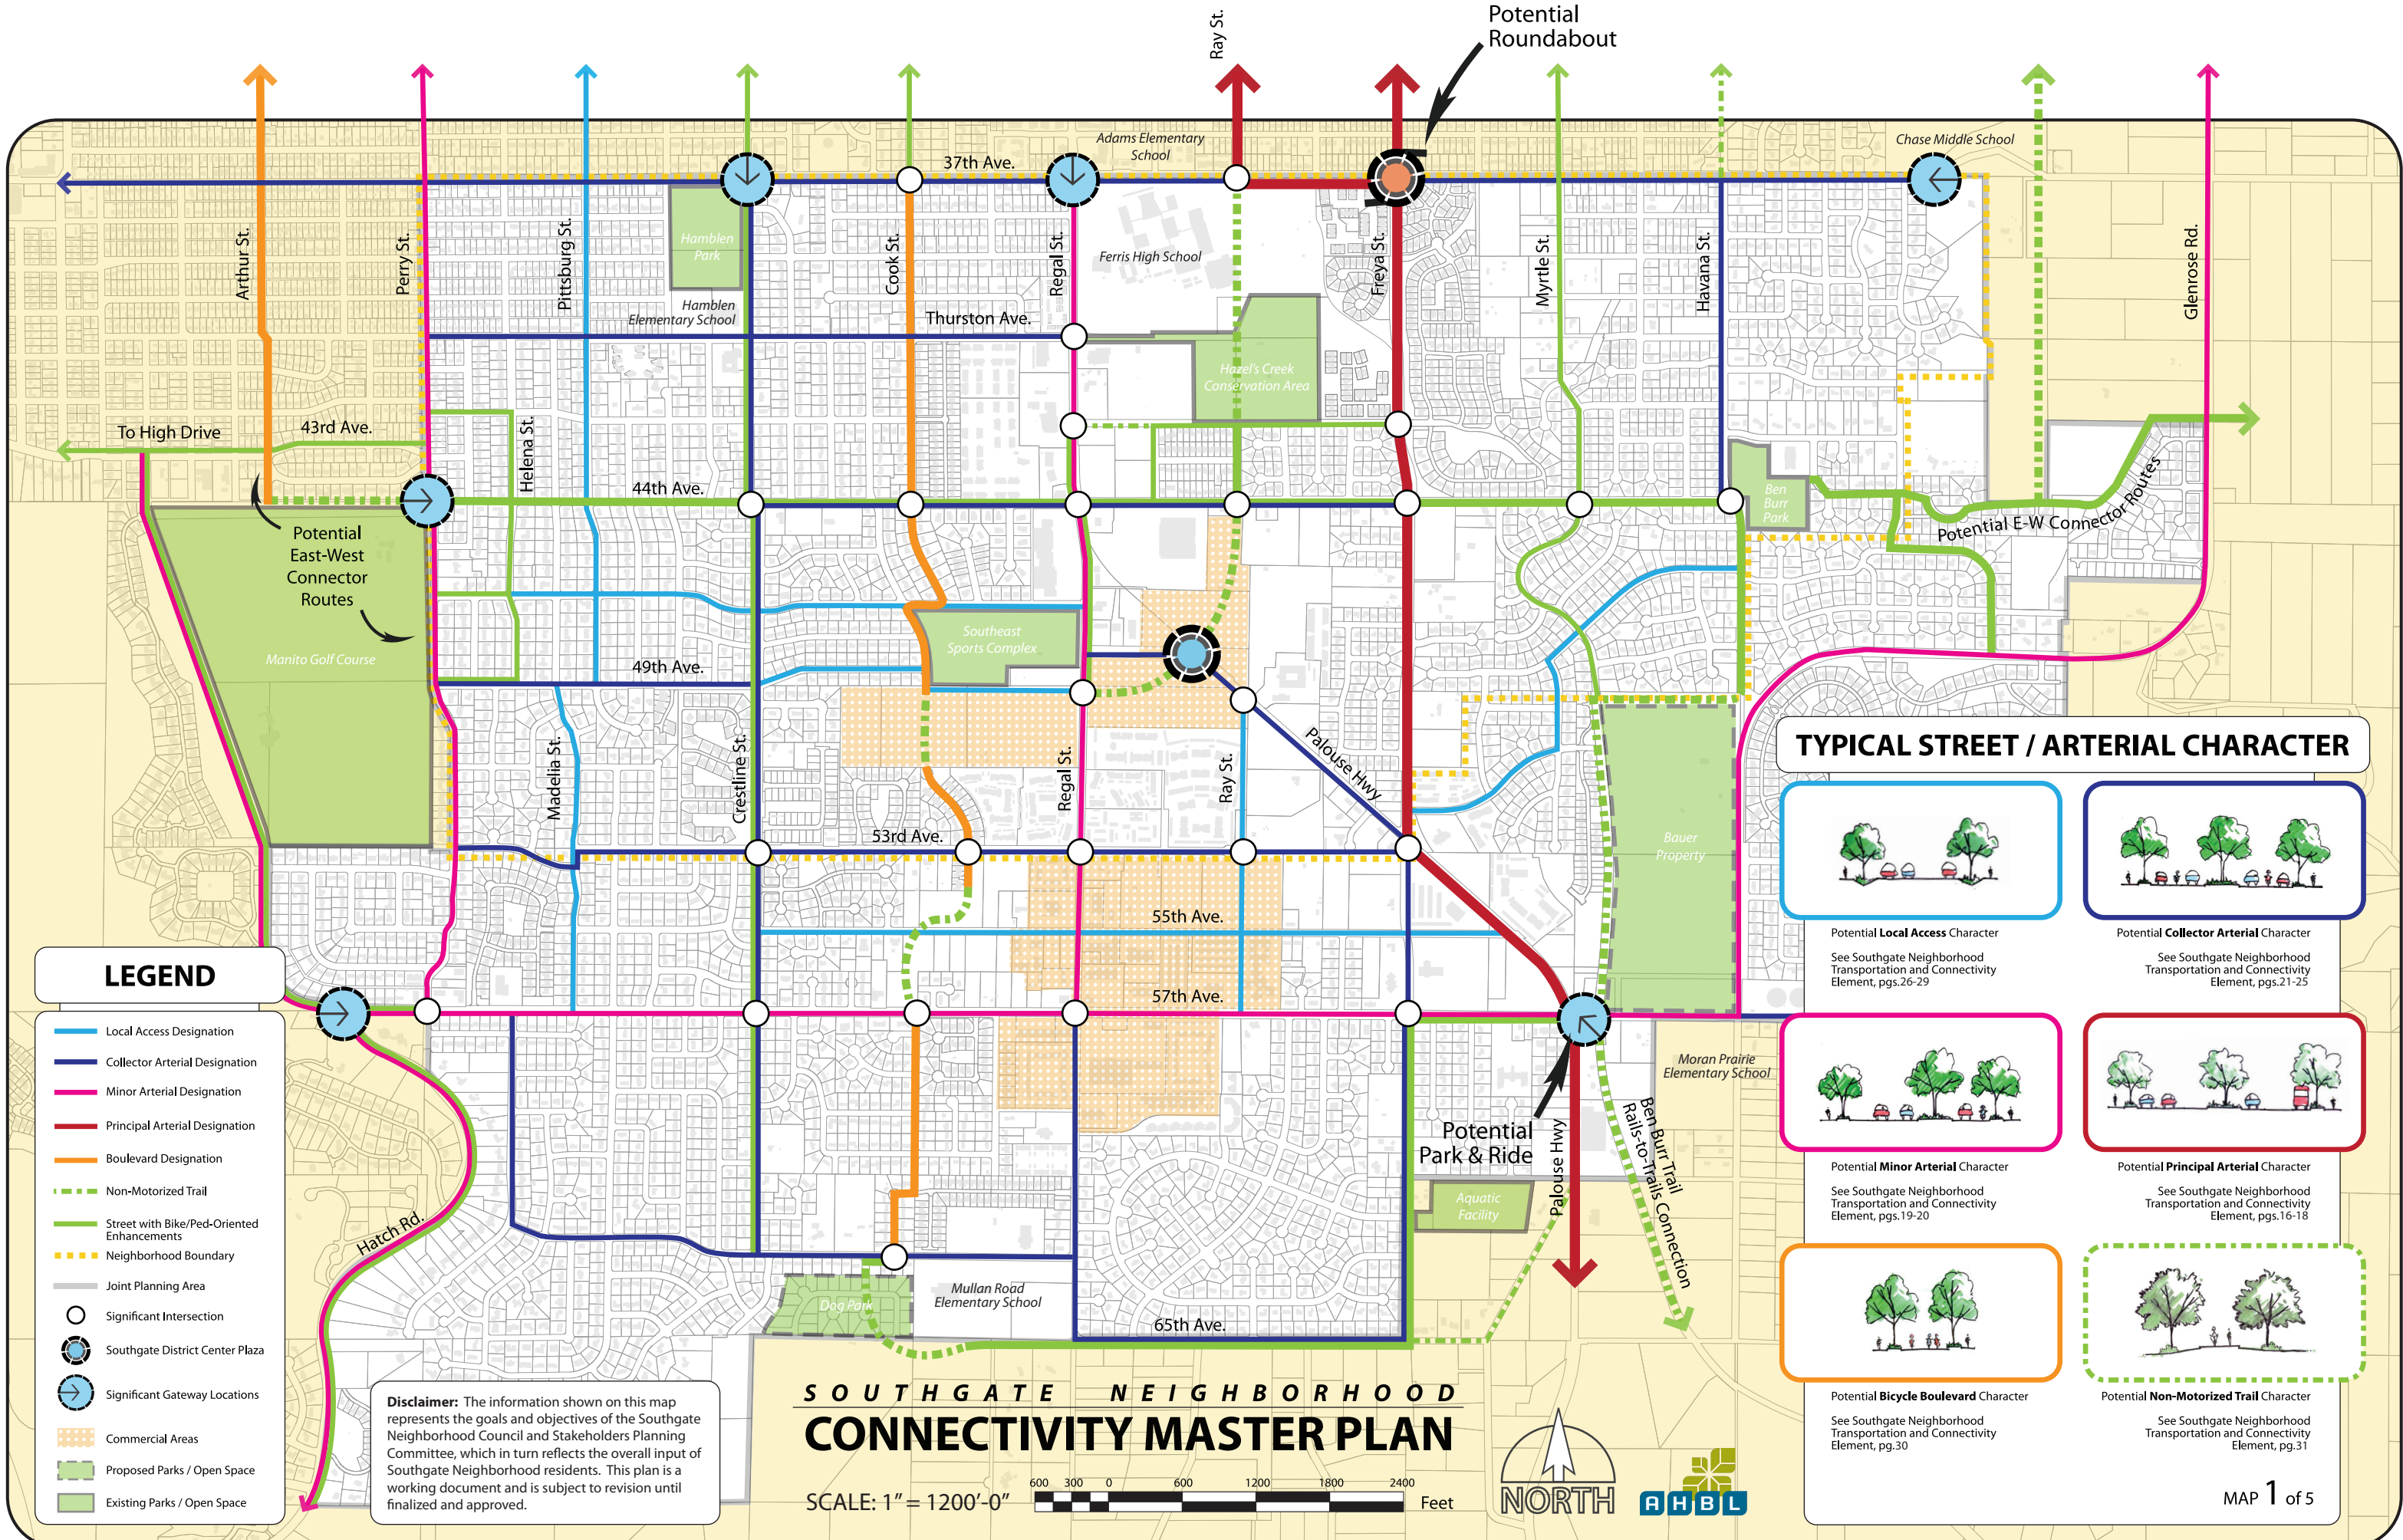 Potential
Roundabout
Ray St.
Adams Elementary
School
Chase Middle School
37th Ave.
Arthur St.
Perry St.
Pittsburg St.
Hamblen
Park
Hamblen
Elementary School
Cook St.
Regal St.
Ferris High School
Freya St.
Myrtle St.
Havana St.
Glenrose Rd.
Thurston Ave.
Hazel's Creek
Conservation Area
To High Drive
43rd Ave.
Helena St.
44th Ave.
Ben
Burr
Park
Potential E-W Connector Routes
Potential
East-West
Connector
Routes
Manito Golf Course
Southeast
Sports Complex
49th Ave.
Madelia St.
Crestline St.
Regal St.
Ray St.
Palouse Hwy
53rd Ave.
Bauer
Property
55th Ave.
57th Ave.
Moran Prairie
Elementary School
Potential
Park & Ride
Palouse Hwy
Ben Burr Trail
Rails-to-Trails Connection
Aquatic
Facility
Hatch Rd.
Dog Park
Mullan Road
Elementary School
65th Ave.
LEGEND
Local Access Designation
Collector Arterial Designation
Minor Arterial Designation
Principal Arterial Designation
Boulevard Designation
Non-Motorized Trail
Street with Bike/Ped-Oriented
Enhancements
Neighborhood Boundary
Joint Planning Area
Significant Intersection
Southgate District Center Plaza
Significant Gateway Locations
Commercial Areas
Proposed Parks / Open Space
Existing Parks / Open Space
Disclaimer: The information shown on this map
represents the goals and objectives of the Southgate
Neighborhood Council and Stakeholders Planning
Committee, which in turn reflects the overall input of
Southgate Neighborhood residents. This plan is a
working document and is subject to revision until
finalized and approved.
SOUTHGATE NEIGHBORHOOD
CONNECTIVITY MASTER PLAN
SCALE: 1" = 1200'-0"
600 300 0 600 1200 1800 2400
Feet
NORTH
AHBL
TYPICAL STREET / ARTERIAL CHARACTER
Potential Local Access Character
See Southgate Neighborhood
Transportation and Connectivity
Element, pgs.26-29
Potential Collector Arterial Character
See Southgate Neighborhood
Transportation and Connectivity
Element, pgs.21-25
Potential Minor Arterial Character
See Southgate Neighborhood
Transportation and Connectivity
Element, pgs.19-20
Potential Principal Arterial Character
See Southgate Neighborhood
Transportation and Connectivity
Element, pgs.16-18
Potential Bicycle Boulevard Character
See Southgate Neighborhood
Transportation and Connectivity
Element, pg.30
Potential Non-Motorized Trail Character
See Southgate Neighborhood
Transportation and Connectivity
Element, pg.31
MAP 1 of 5